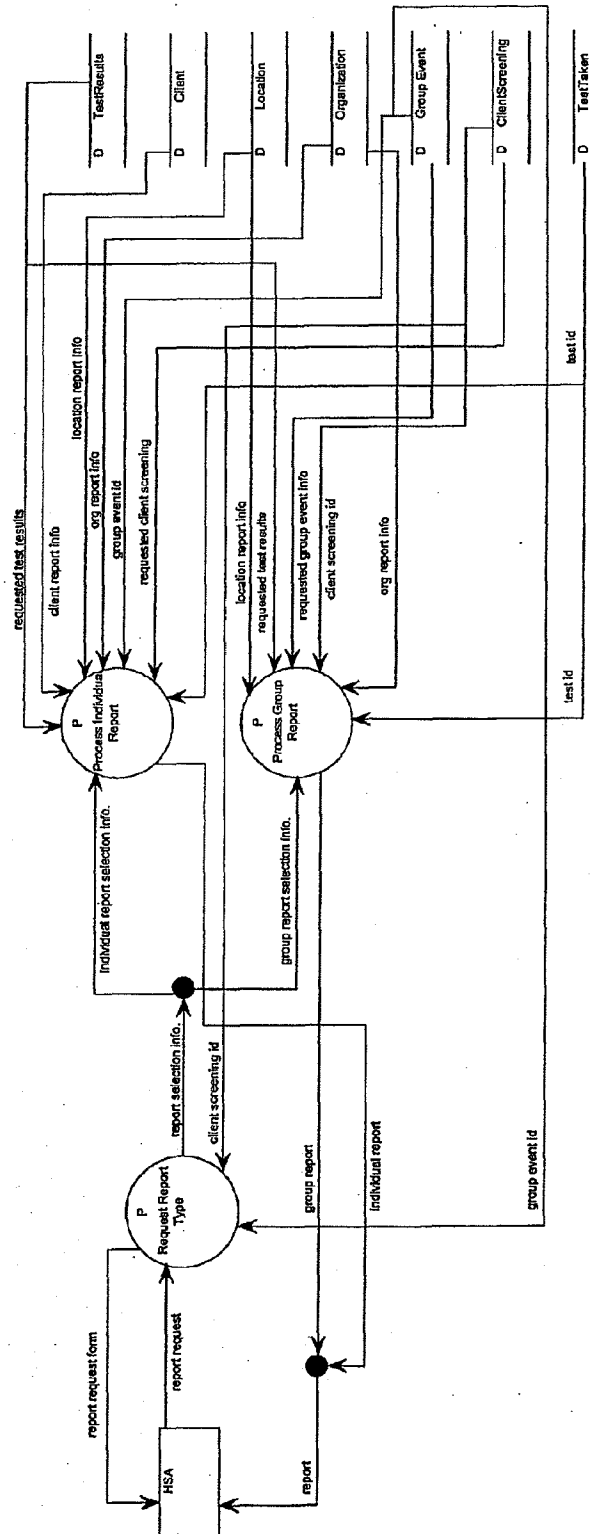 HSA
report request form
report request
report
P
Request Report
Type
report selection info.
client screening id
group report
individual report
group event id
individual report selection info.
group report selection info.
P
Process Individual
Report
P
Process Group
Report
requested test results
client report info
location report info
org report info
group event id
requested client screening
location report info
requested test results
requested group event info
client screening id
org report info
test id
test id
D TestResults
D Client
D Location
D Organization
D Group Event
D ClientScreening
D TestTaken